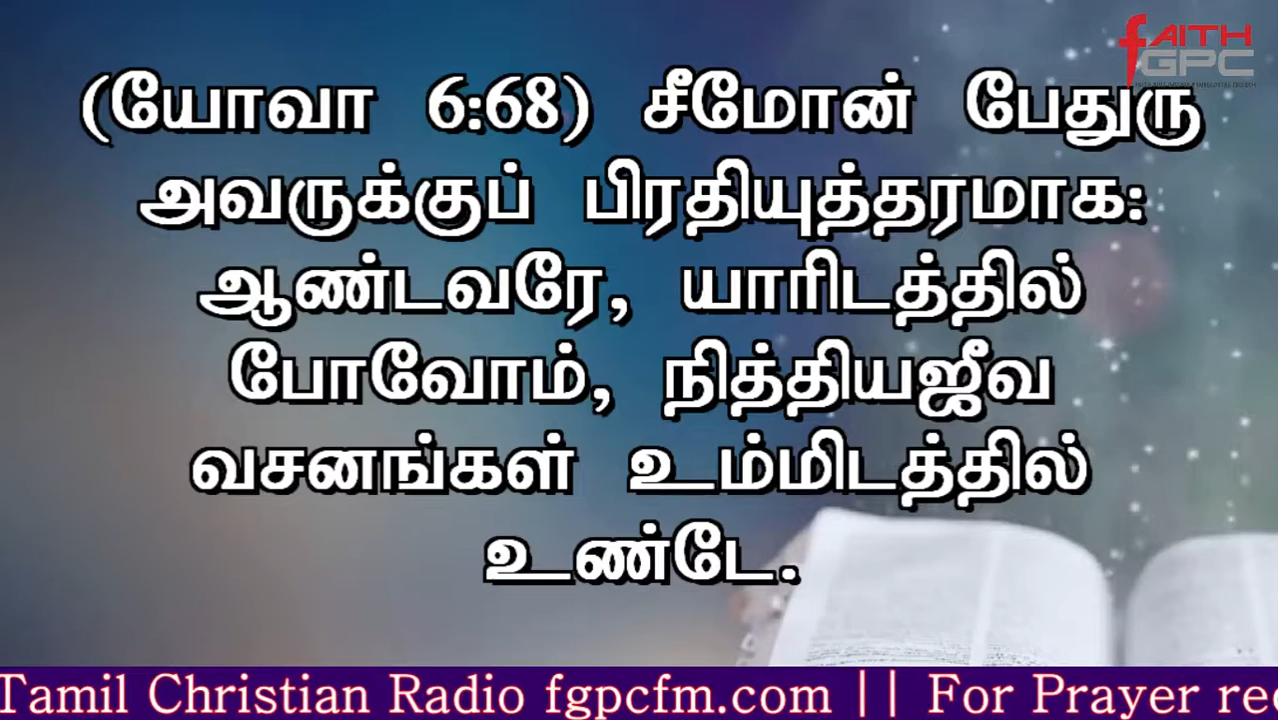 FAITH
GPC
(யோவா 6:68) சீமோன் பேதுரு
அவருக்குப் பிரதியுத்தரமாக:
ஆண்டவரே, யாரிடத்தில்
போவோம், நித்தியஜீவ
வசனங்கள் உம்மிடத்தில்
உண்டே.
Tamil Christian Radio fgpcfm.com || For Prayer rec